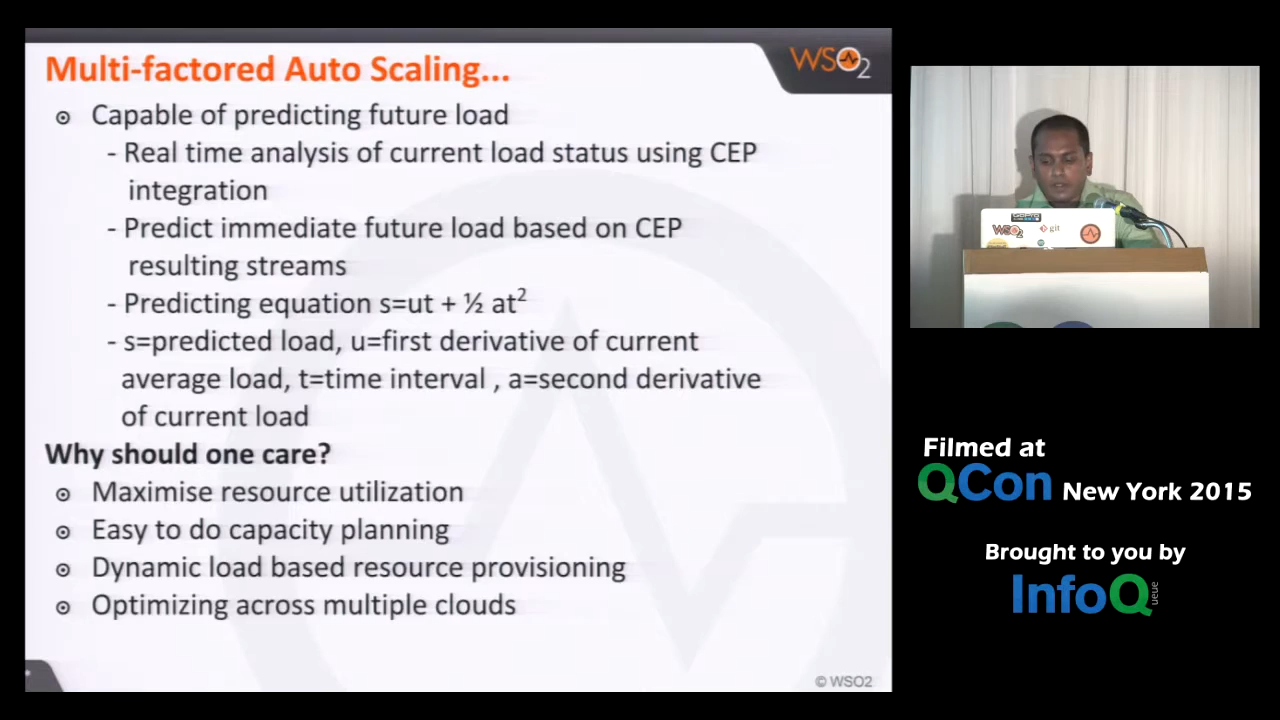 Multi-factored Auto Scaling...
WSO2
⊙ Capable of predicting future load
- Real time analysis of current load status using CEP
integration
- Predict immediate future load based on CEP
resulting streams
- Predicting equation s=ut + ½ at²
- s=predicted load, u=first derivative of current
average load, t=time interval , a=second derivative
of current load
Why should one care?
⊙ Maximise resource utilization
⊙ Easy to do capacity planning
⊙ Dynamic load based resource provisioning
⊙ Optimizing across multiple clouds
© WSO2
GoPro
WSO2
git
Filmed at
QCon New York 2015
Brought to you by
InfoQueue